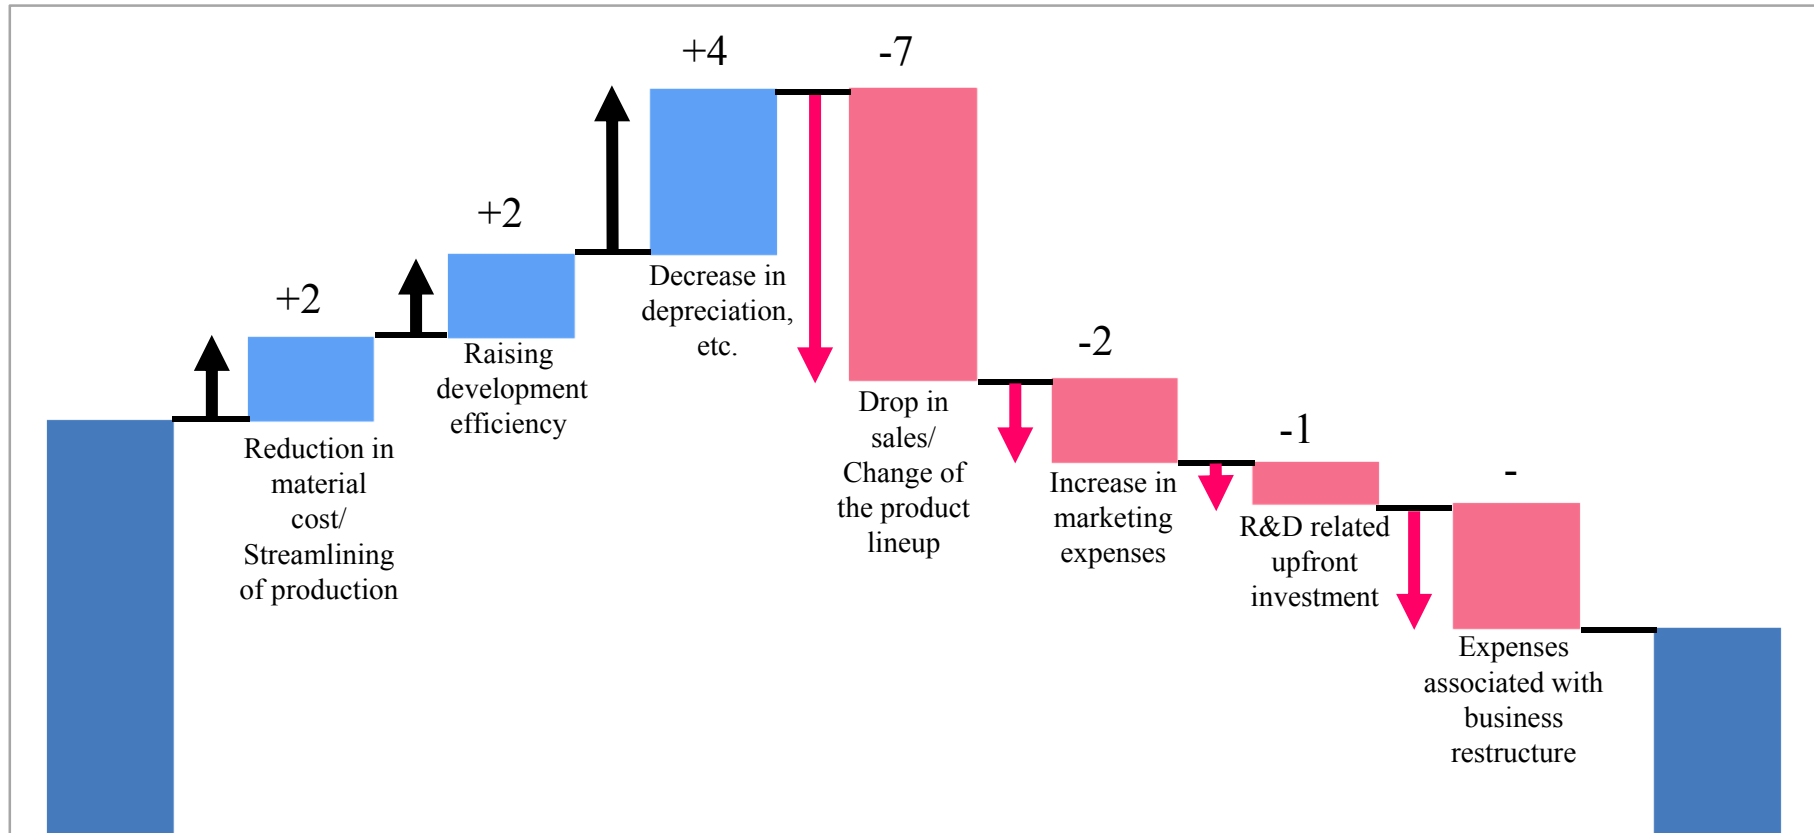 +2
Reduction in
material
cost/
Streamlining
of production
+2
Raising
development
efficiency
+4
Decrease in
depreciation,
etc.
-7
Drop in
sales/
Change of
the product
lineup
-2
Increase in
marketing
expenses
-1
R&D related
upfront
investment
-
Expenses
associated with
business
restructure